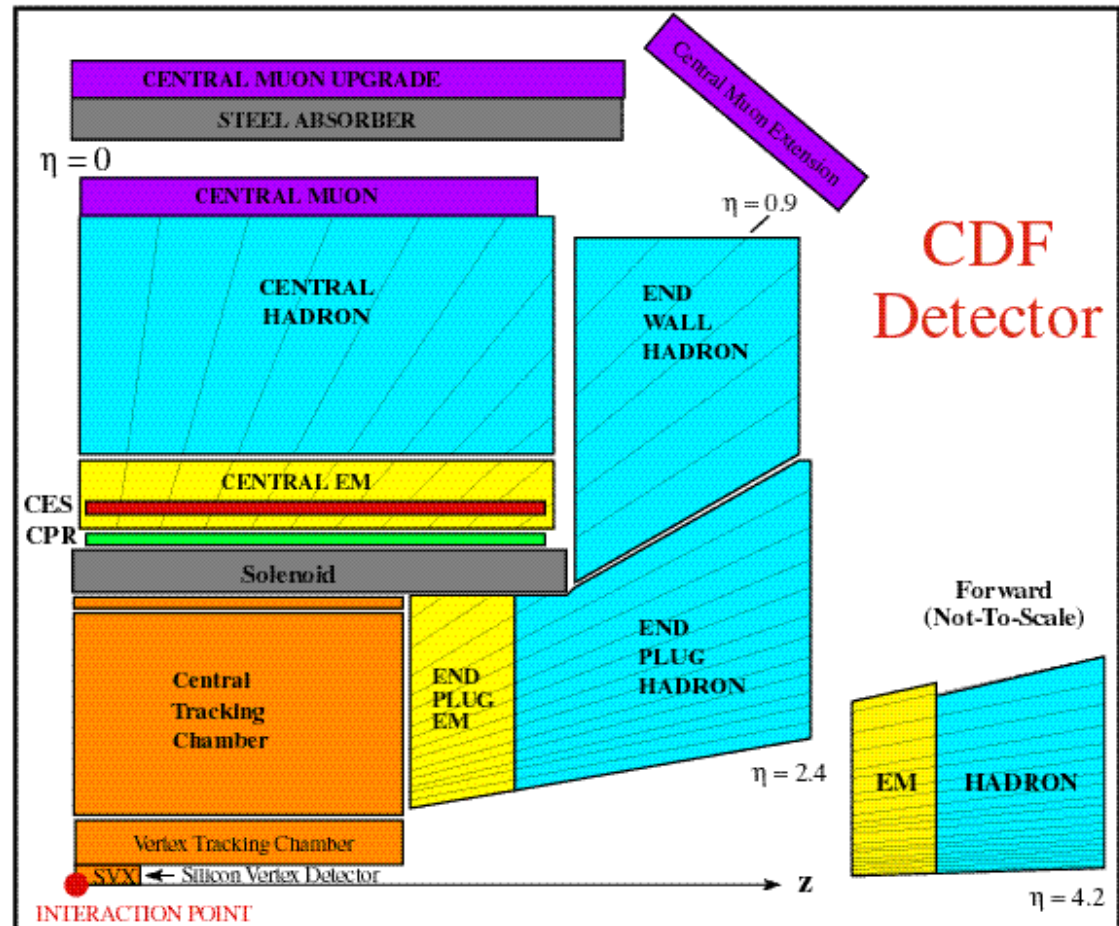 CENTRAL MUON UPGRADE
STEEL ABSORBER
Central Muon Extension
η = 0
CENTRAL MUON
η = 0.9
CDF
Detector
CENTRAL
HADRON
END
WALL
HADRON
CENTRAL EM
CES
CPR
Solenoid
Forward
(Not-To-Scale)
Central
Tracking
Chamber
END
PLUG
EM
END
PLUG
HADRON
η = 2.4
EM
HADRON
Vertex Tracking Chamber
SVX ← Silicon Vertex Detector
z
INTERACTION POINT
η = 4.2